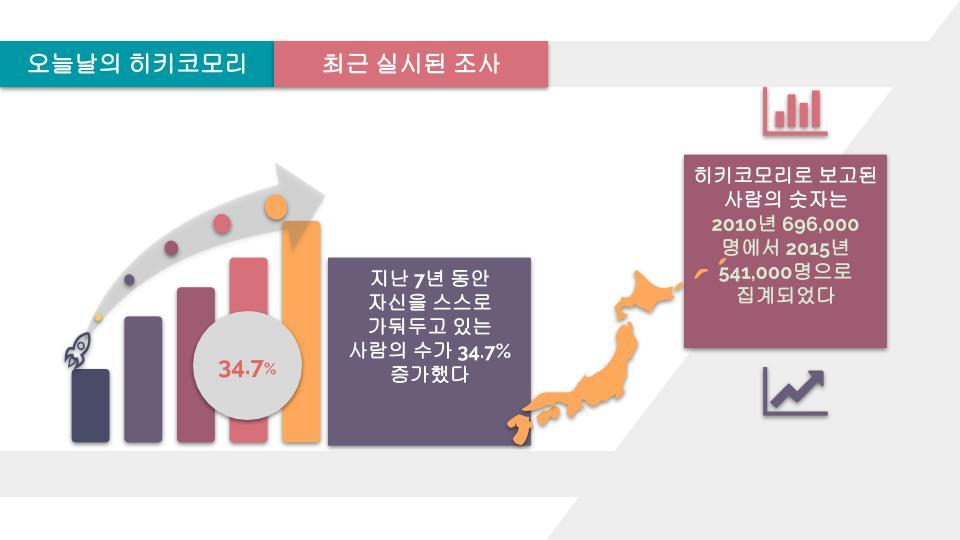 오늘날의 히키코모리
최근 실시된 조사
지난 7년 동안
자신을 스스로
가둬두고 있는
사람의 수가 34.7%
증가했다
34.7%
히키코모리로 보고된
사람의 숫자는
2010년 696,000
명에서 2015년
541,000명으로
집계되었다